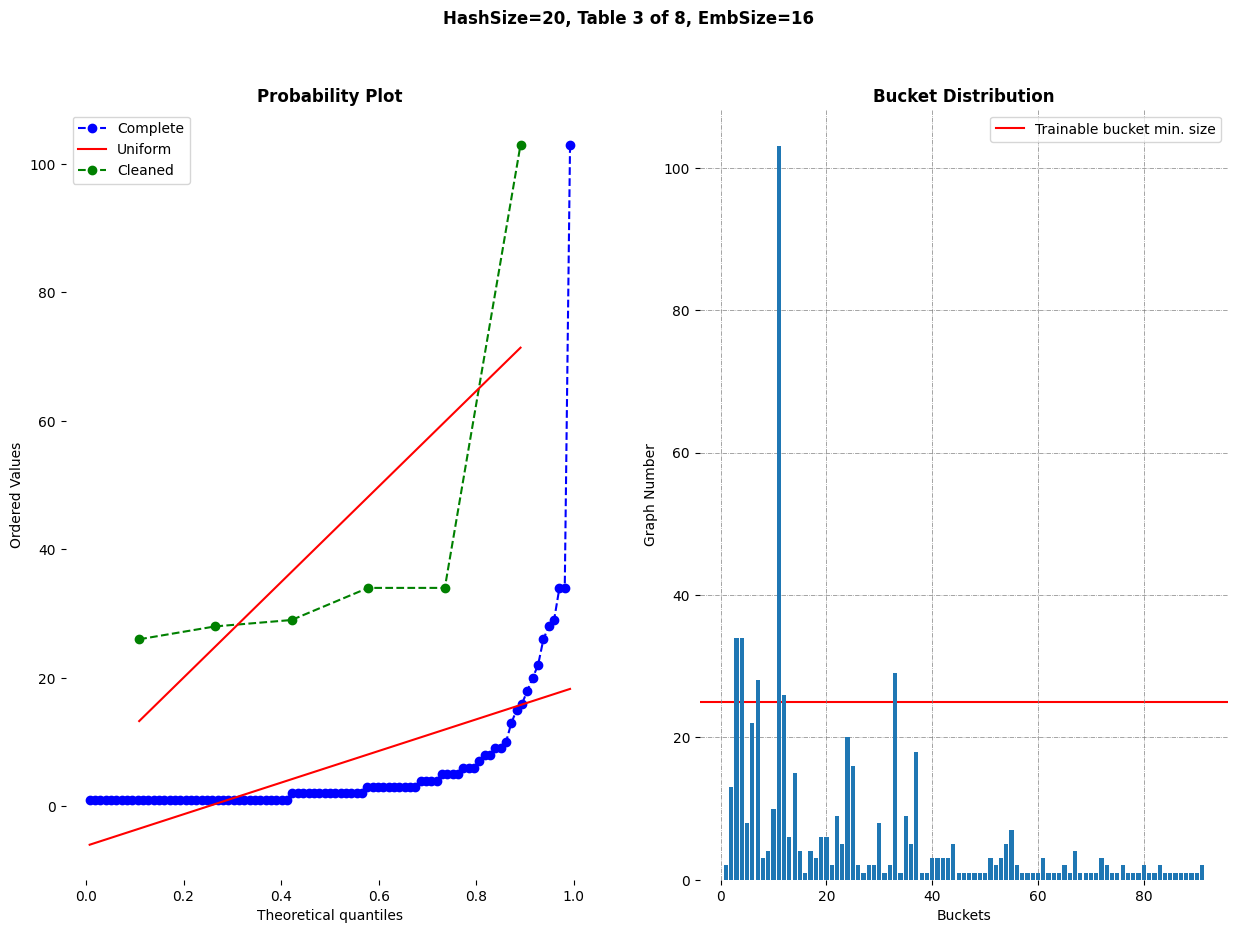 HashSize=20, Table 3 of 8, EmbSize=16
Probability Plot
Complete
Uniform
Cleaned
100
80
60
40
20
0
Ordered Values
0.0 0.2 0.4 0.6 0.8 1.0
Theoretical quantiles
Bucket Distribution
Trainable bucket min. size
100
80
60
40
20
0
Graph Number
0 20 40 60 80
Buckets